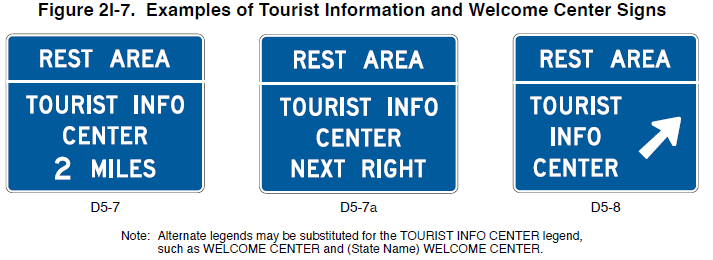 Figure 2I-7. Examples of Tourist Information and Welcome Center Signs
REST AREA
TOURIST INFO
CENTER
2 MILES
D5-7
REST AREA
TOURIST INFO
CENTER
NEXT RIGHT
D5-7a
REST AREA
TOURIST
INFO
CENTER
D5-8
Note: Alternate legends may be substituted for the TOURIST INFO CENTER legend,
such as WELCOME CENTER and (State Name) WELCOME CENTER.